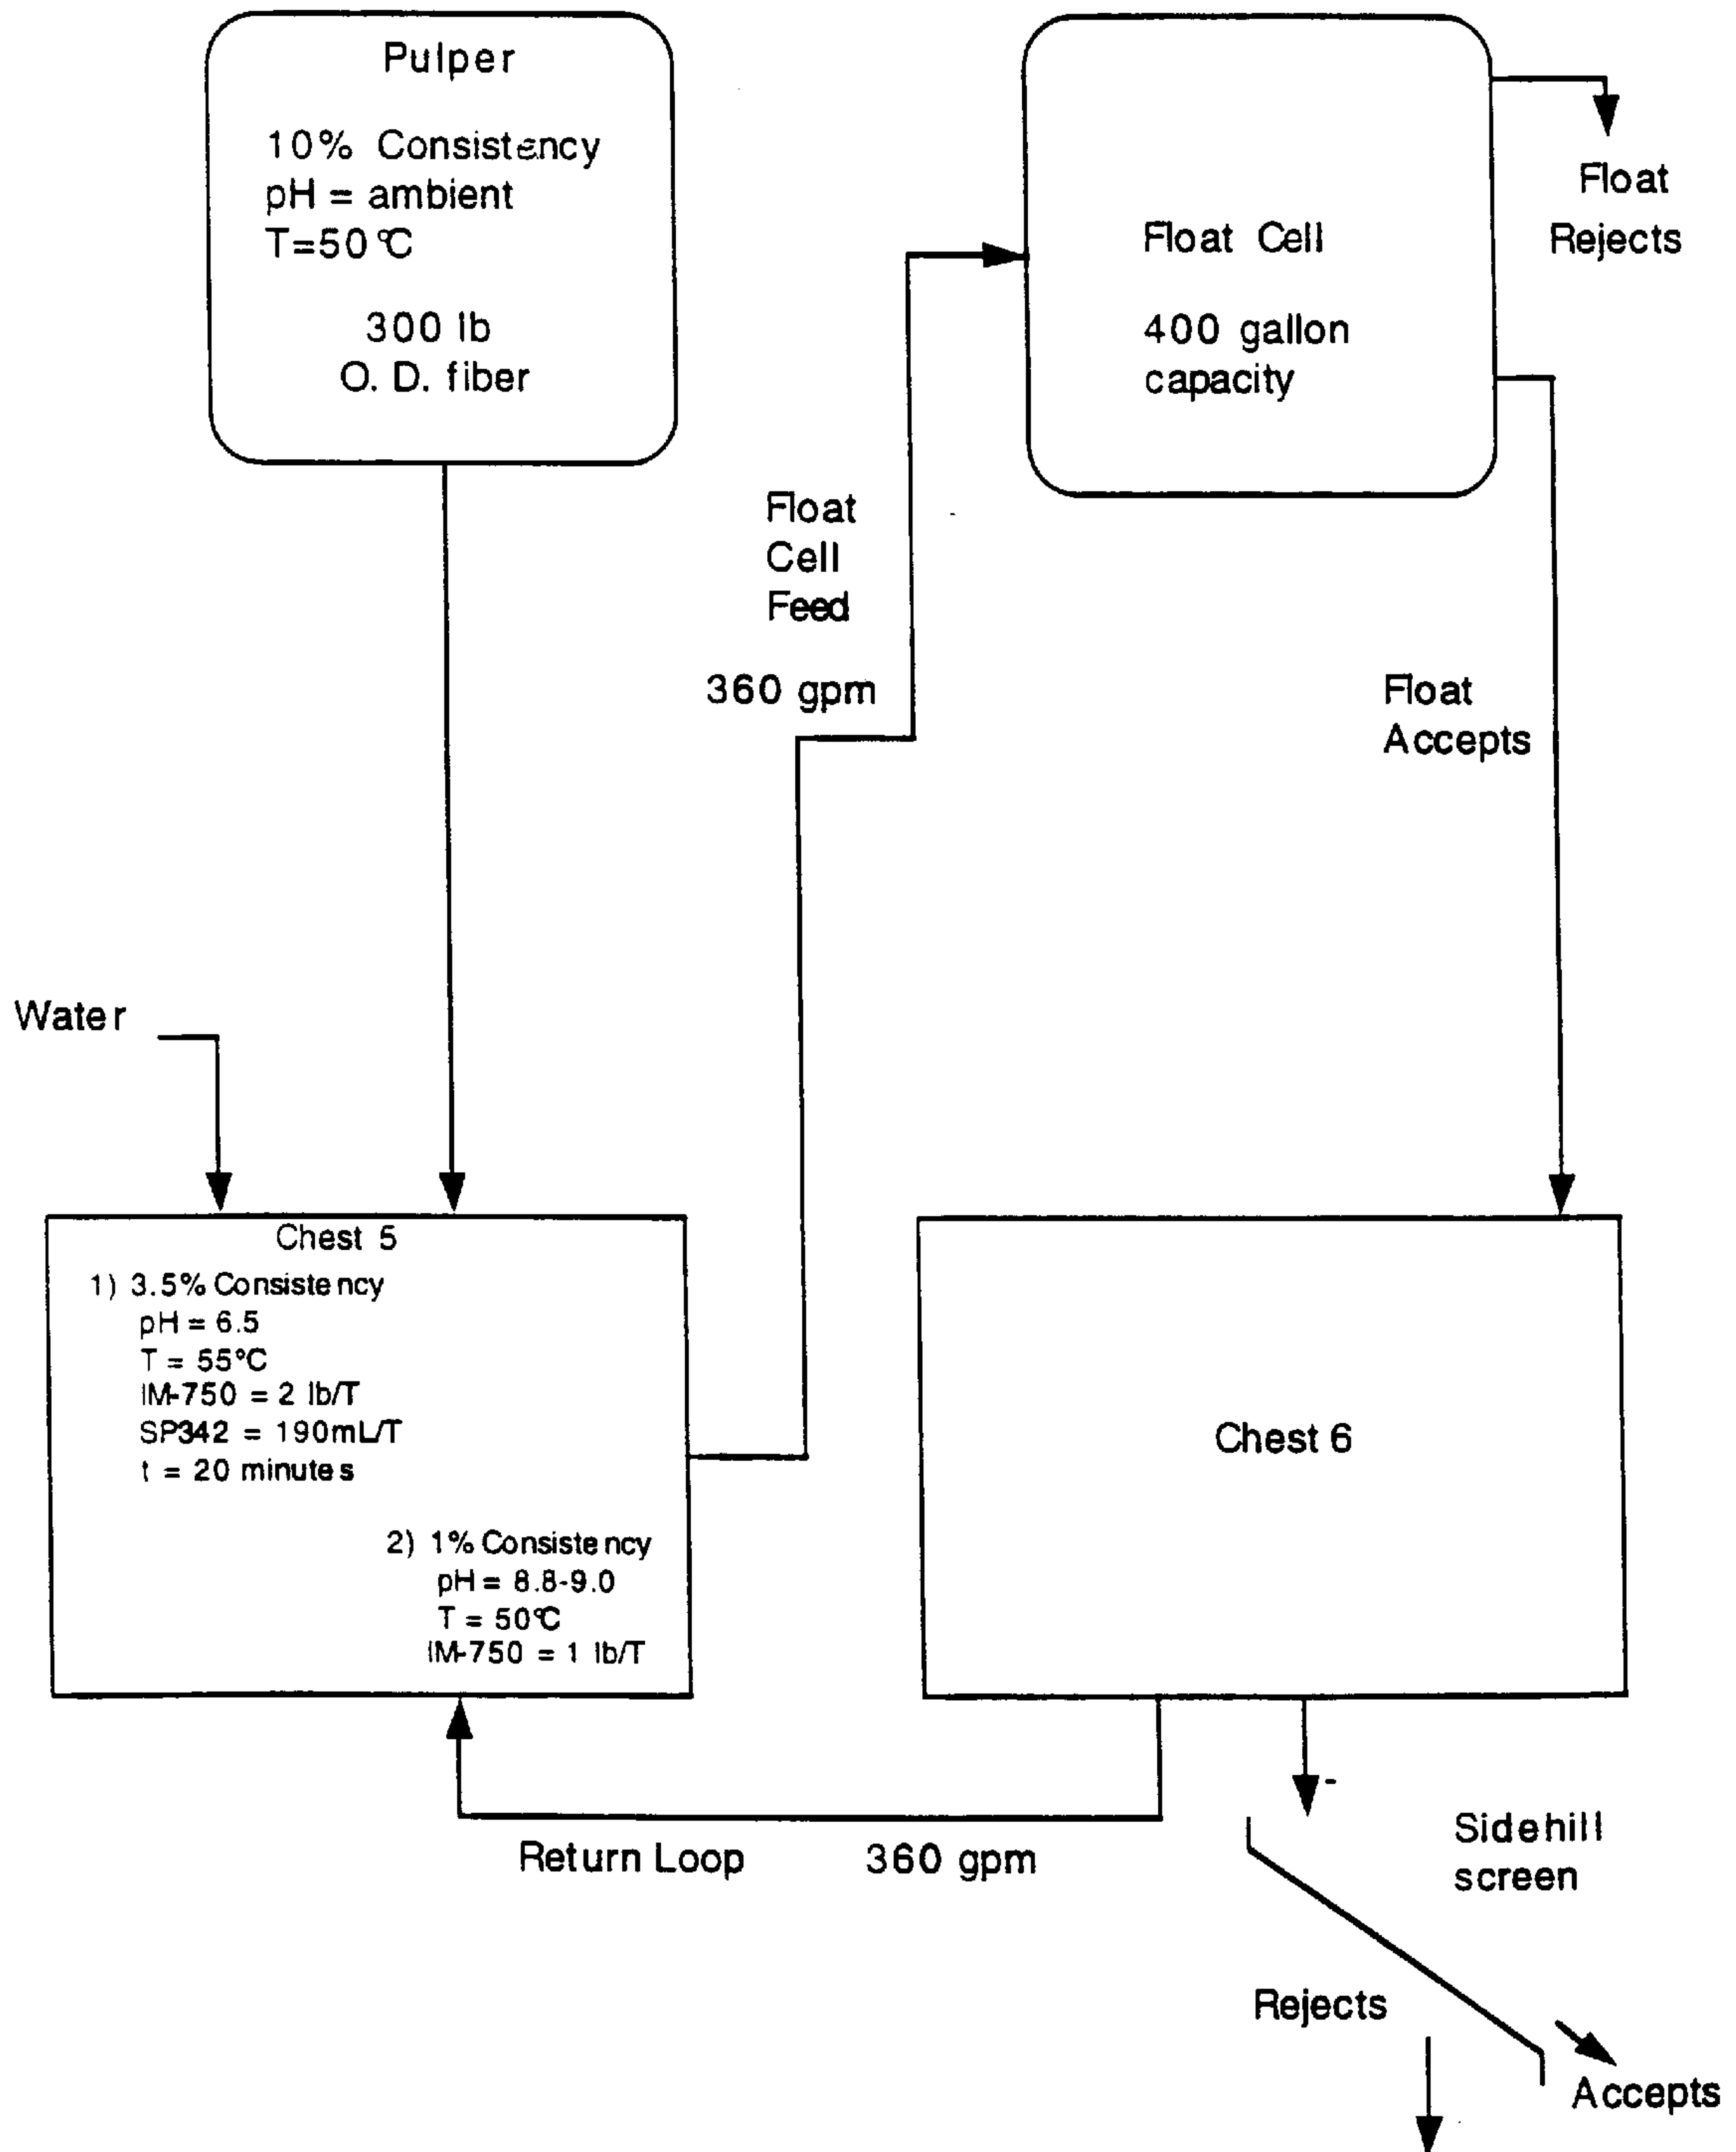 Pulper
10% Consistency
pH = ambient
T=50°C
300 lb
O. D. fiber
Float Cell
400 gallon
capacity
Float
Rejects
Float
Cell
Feed
360 gpm
Float
Accepts
Water
Chest 5
1) 3.5% Consistency
pH = 6.5
T = 55°C
IM-750 = 2 lb/T
SP342 = 190mL/T
t = 20 minutes
2) 1% Consistency
pH = 8.8-9.0
T = 50°C
IM-750 = 1 lb/T
Chest 6
Return Loop 360 gpm
Sidehill
screen
Rejects
Accepts